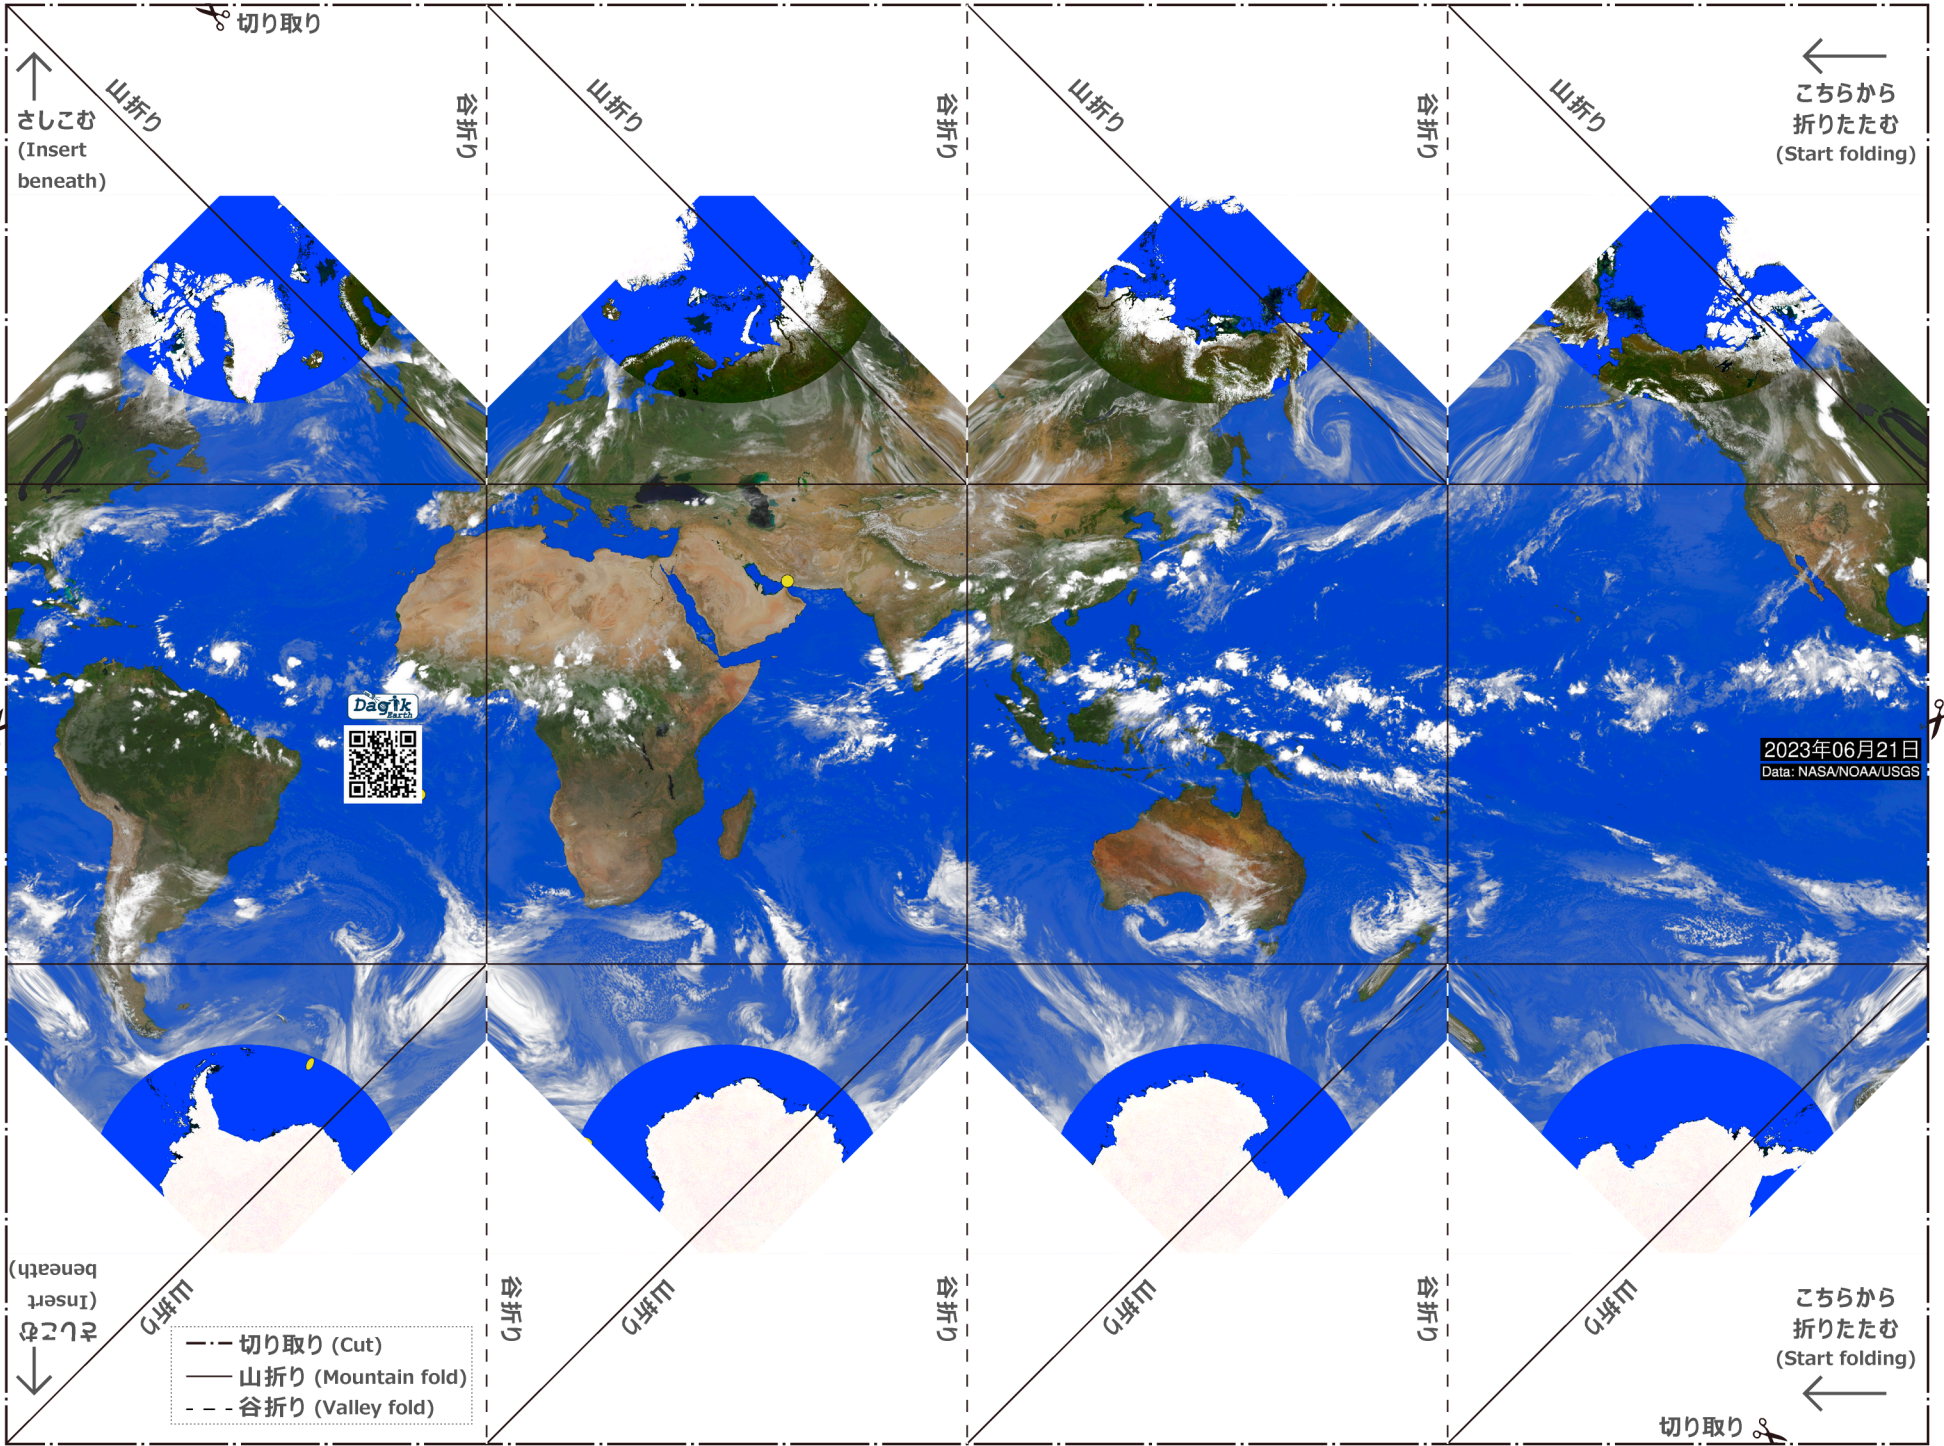 切り取り
さしこむ
(Insert
beneath)
山折り
谷折り
山折り
谷折り
山折り
谷折り
山折り
こちらから
折りたたむ
(Start folding)
Dagik
Earth
2023年06月21日
Data: NASA/NOAA/USGS
さしこむ
(Insert
beneath)
山折り
谷折り
山折り
谷折り
山折り
谷折り
山折り
こちらから
折りたたむ
(Start folding)
切り取り (Cut)
山折り (Mountain fold)
谷折り (Valley fold)
切り取り